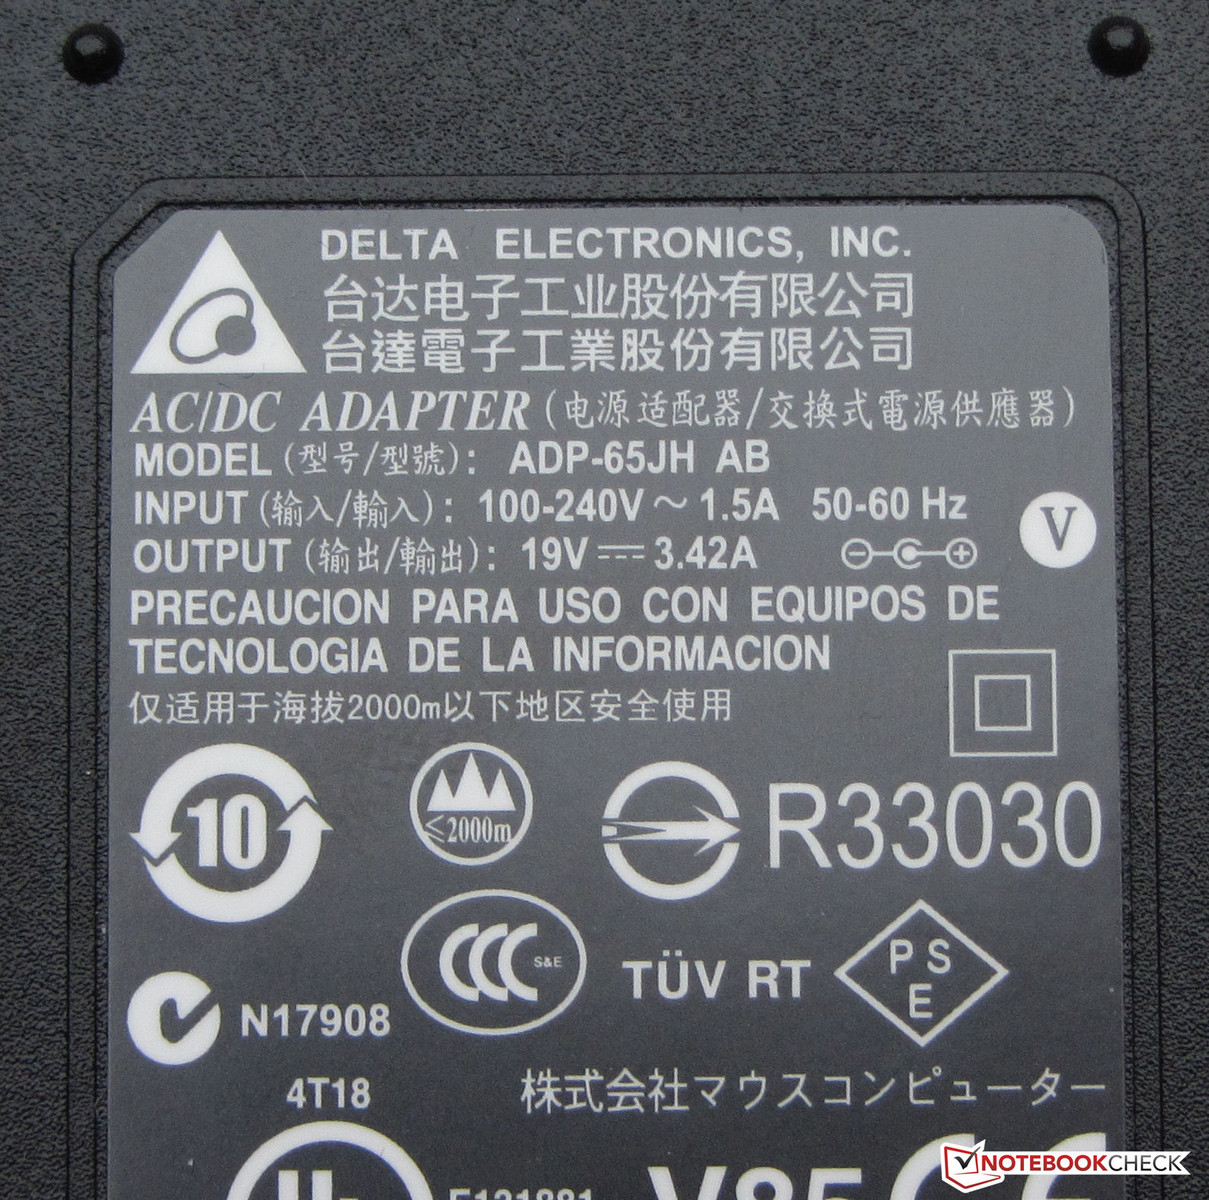 DELTA ELECTRONICS, INC.
台达电子工业股份有限公司
台達電子工業股份有限公司
AC/DC ADAPTER (电源适配器/交換式電源供應器)
MODEL (型号/型號): ADP-65JH AB
INPUT (输入/輸入): 100-240V ~ 1.5A 50-60 Hz
V
OUTPUT (输出/輸出): 19V ⎓ 3.42A
PRECAUCION PARA USO CON EQUIPOS DE
TECNOLOGIA DE LA INFORMACION
仅适用于海拔2000m以下地区安全使用
10
≤2000m
R33030
CCC S&E
TÜV RT
PSE
N17908
4T18
株式会社マウスコンピューター
NOTEBOOKCHECK